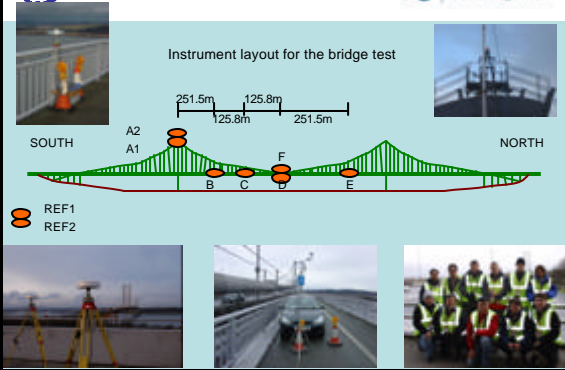 Instrument layout for the bridge test
251.5m
125.8m
125.8m
251.5m
SOUTH
A2
A1
NORTH
F
B
C
D
E
REF1
REF2